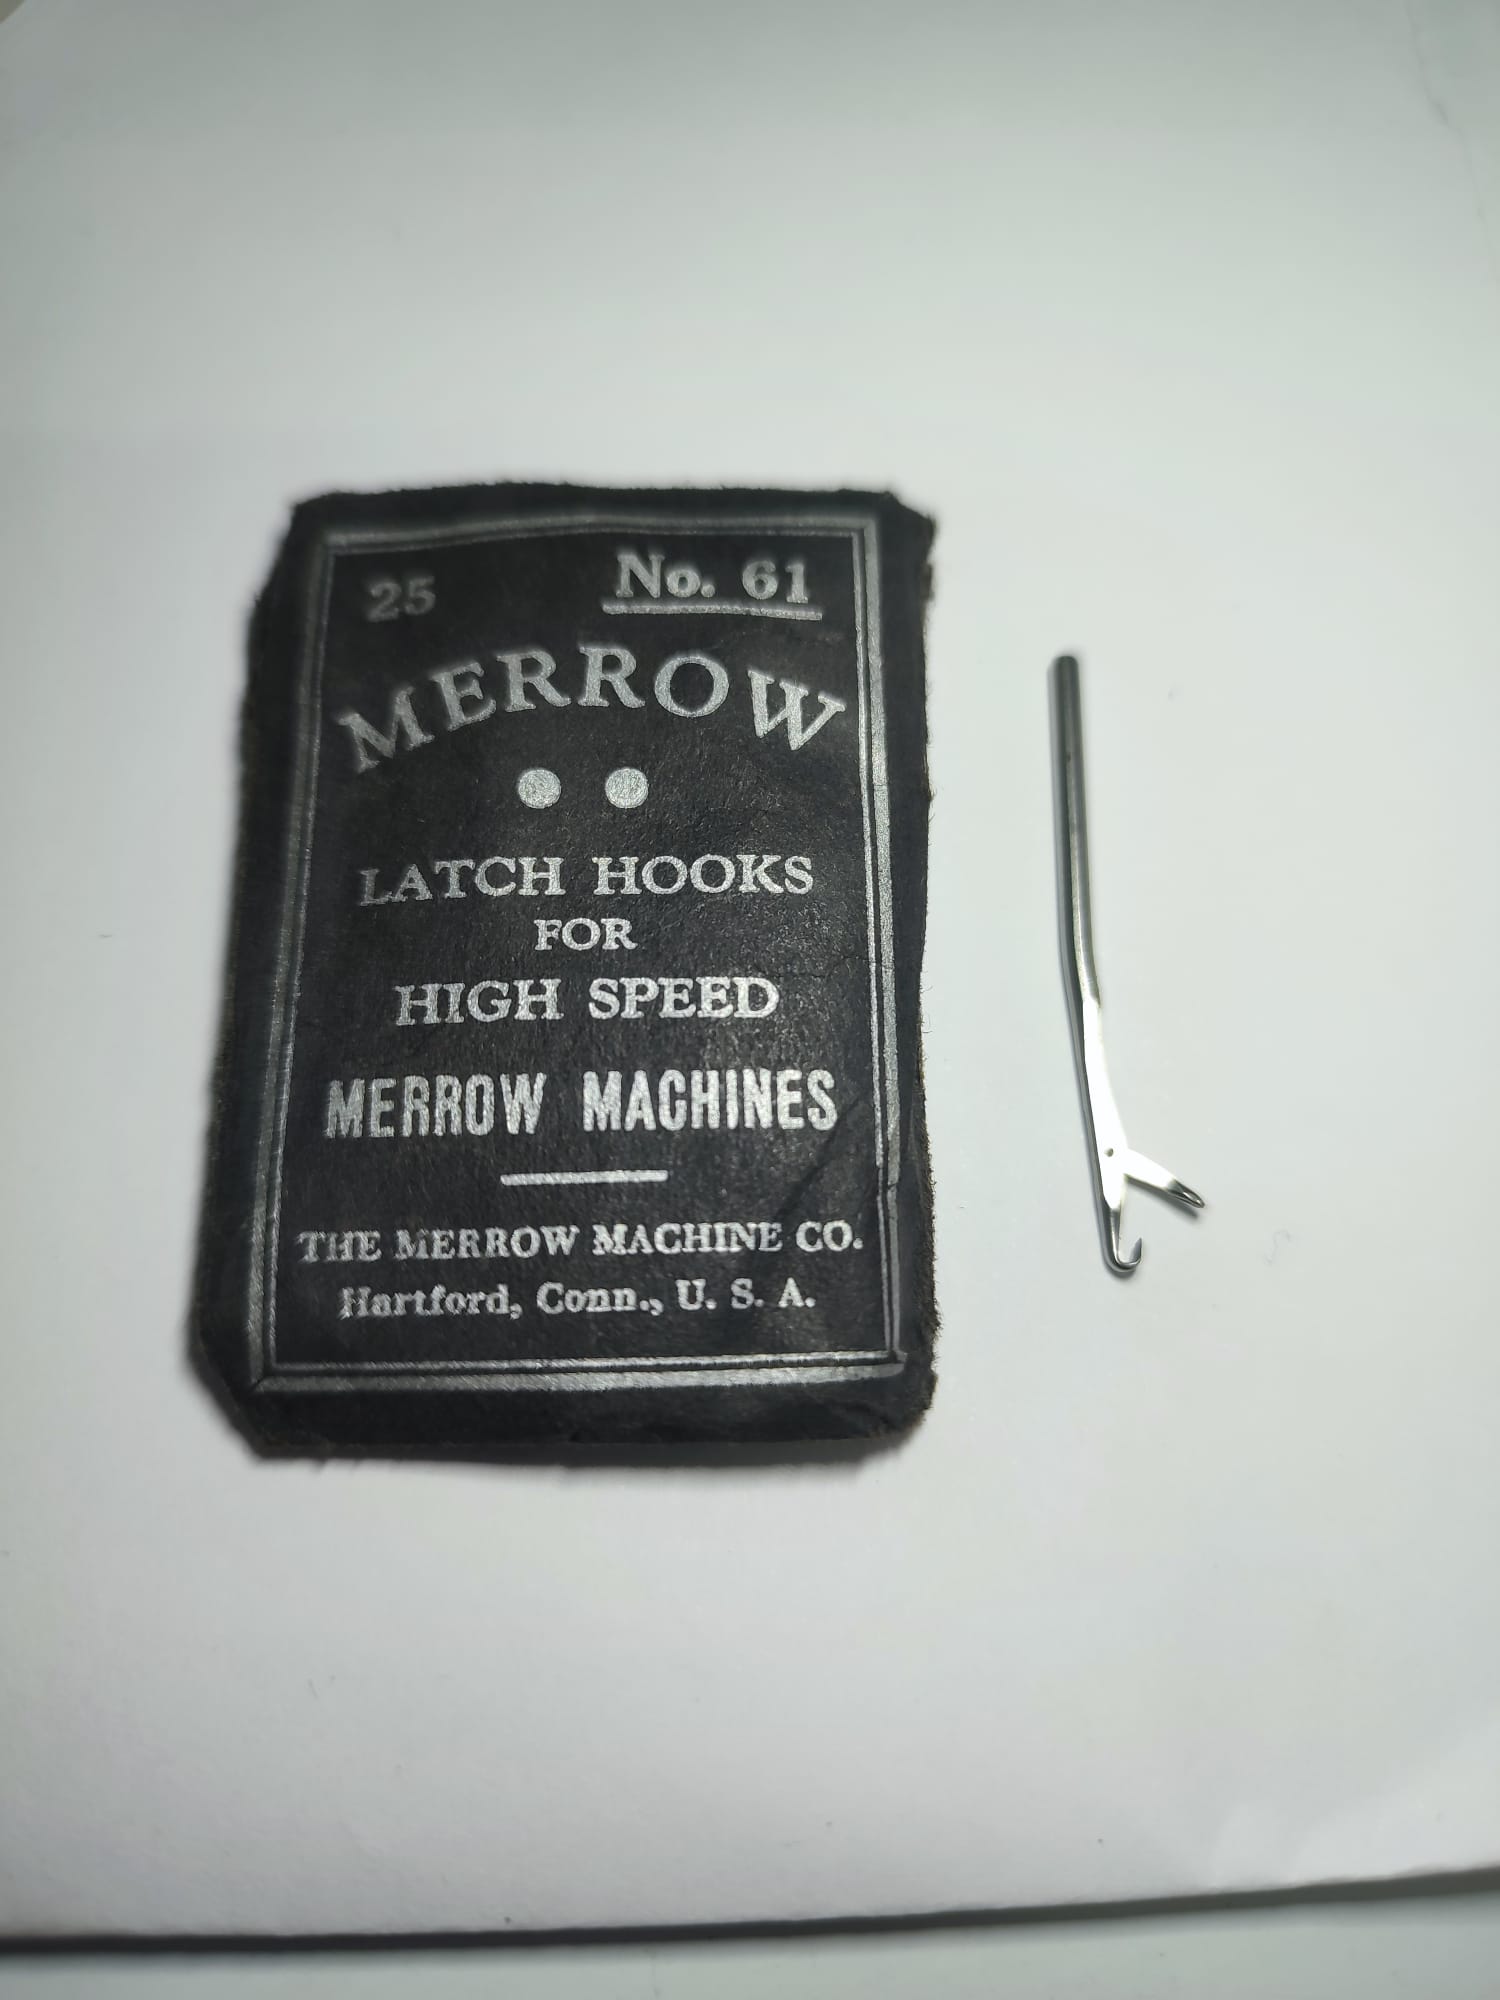 25 No. 61
MERROW
LATCH HOOKS
FOR
HIGH SPEED
MERROW MACHINES
THE MERROW MACHINE CO.
Hartford, Conn., U. S. A.